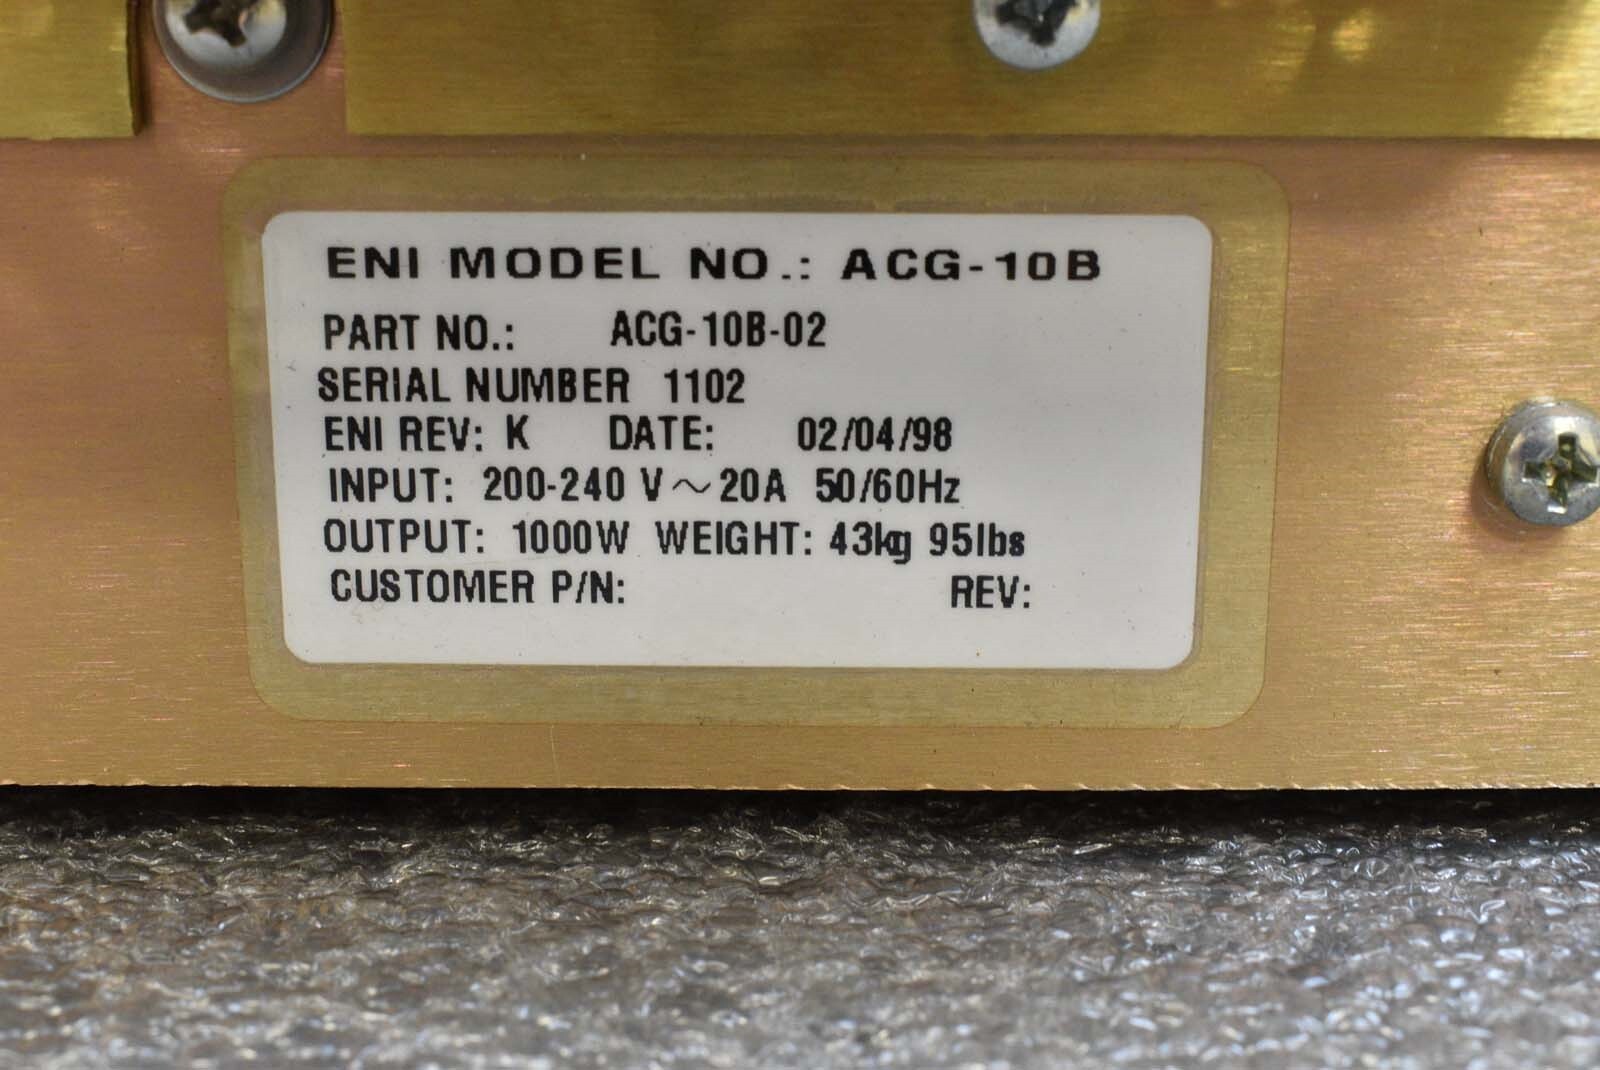 ENI MODEL NO.: ACG-10B
PART NO.: ACG-10B-02
SERIAL NUMBER 1102
ENI REV: K DATE: 02/04/98
INPUT: 200-240 V~20A 50/60Hz
OUTPUT: 1000W WEIGHT: 43kg 95lbs
CUSTOMER P/N: REV: